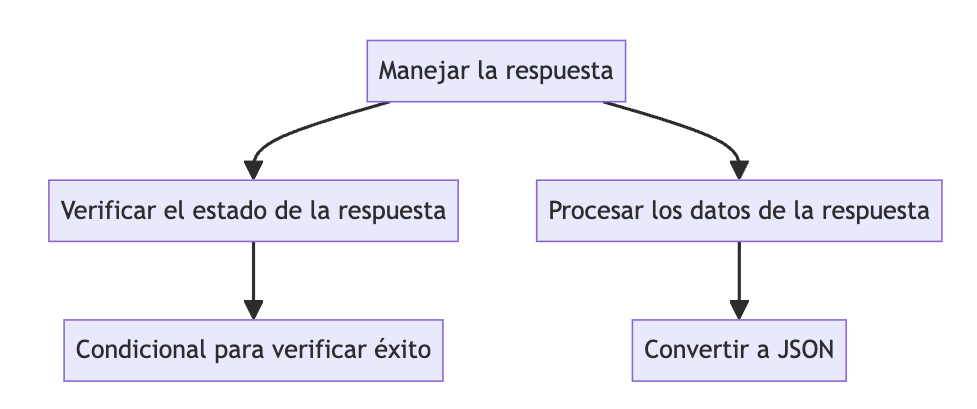 Manejar la respuesta
Verificar el estado de la respuesta
Procesar los datos de la respuesta
Condicional para verificar éxito
Convertir a JSON